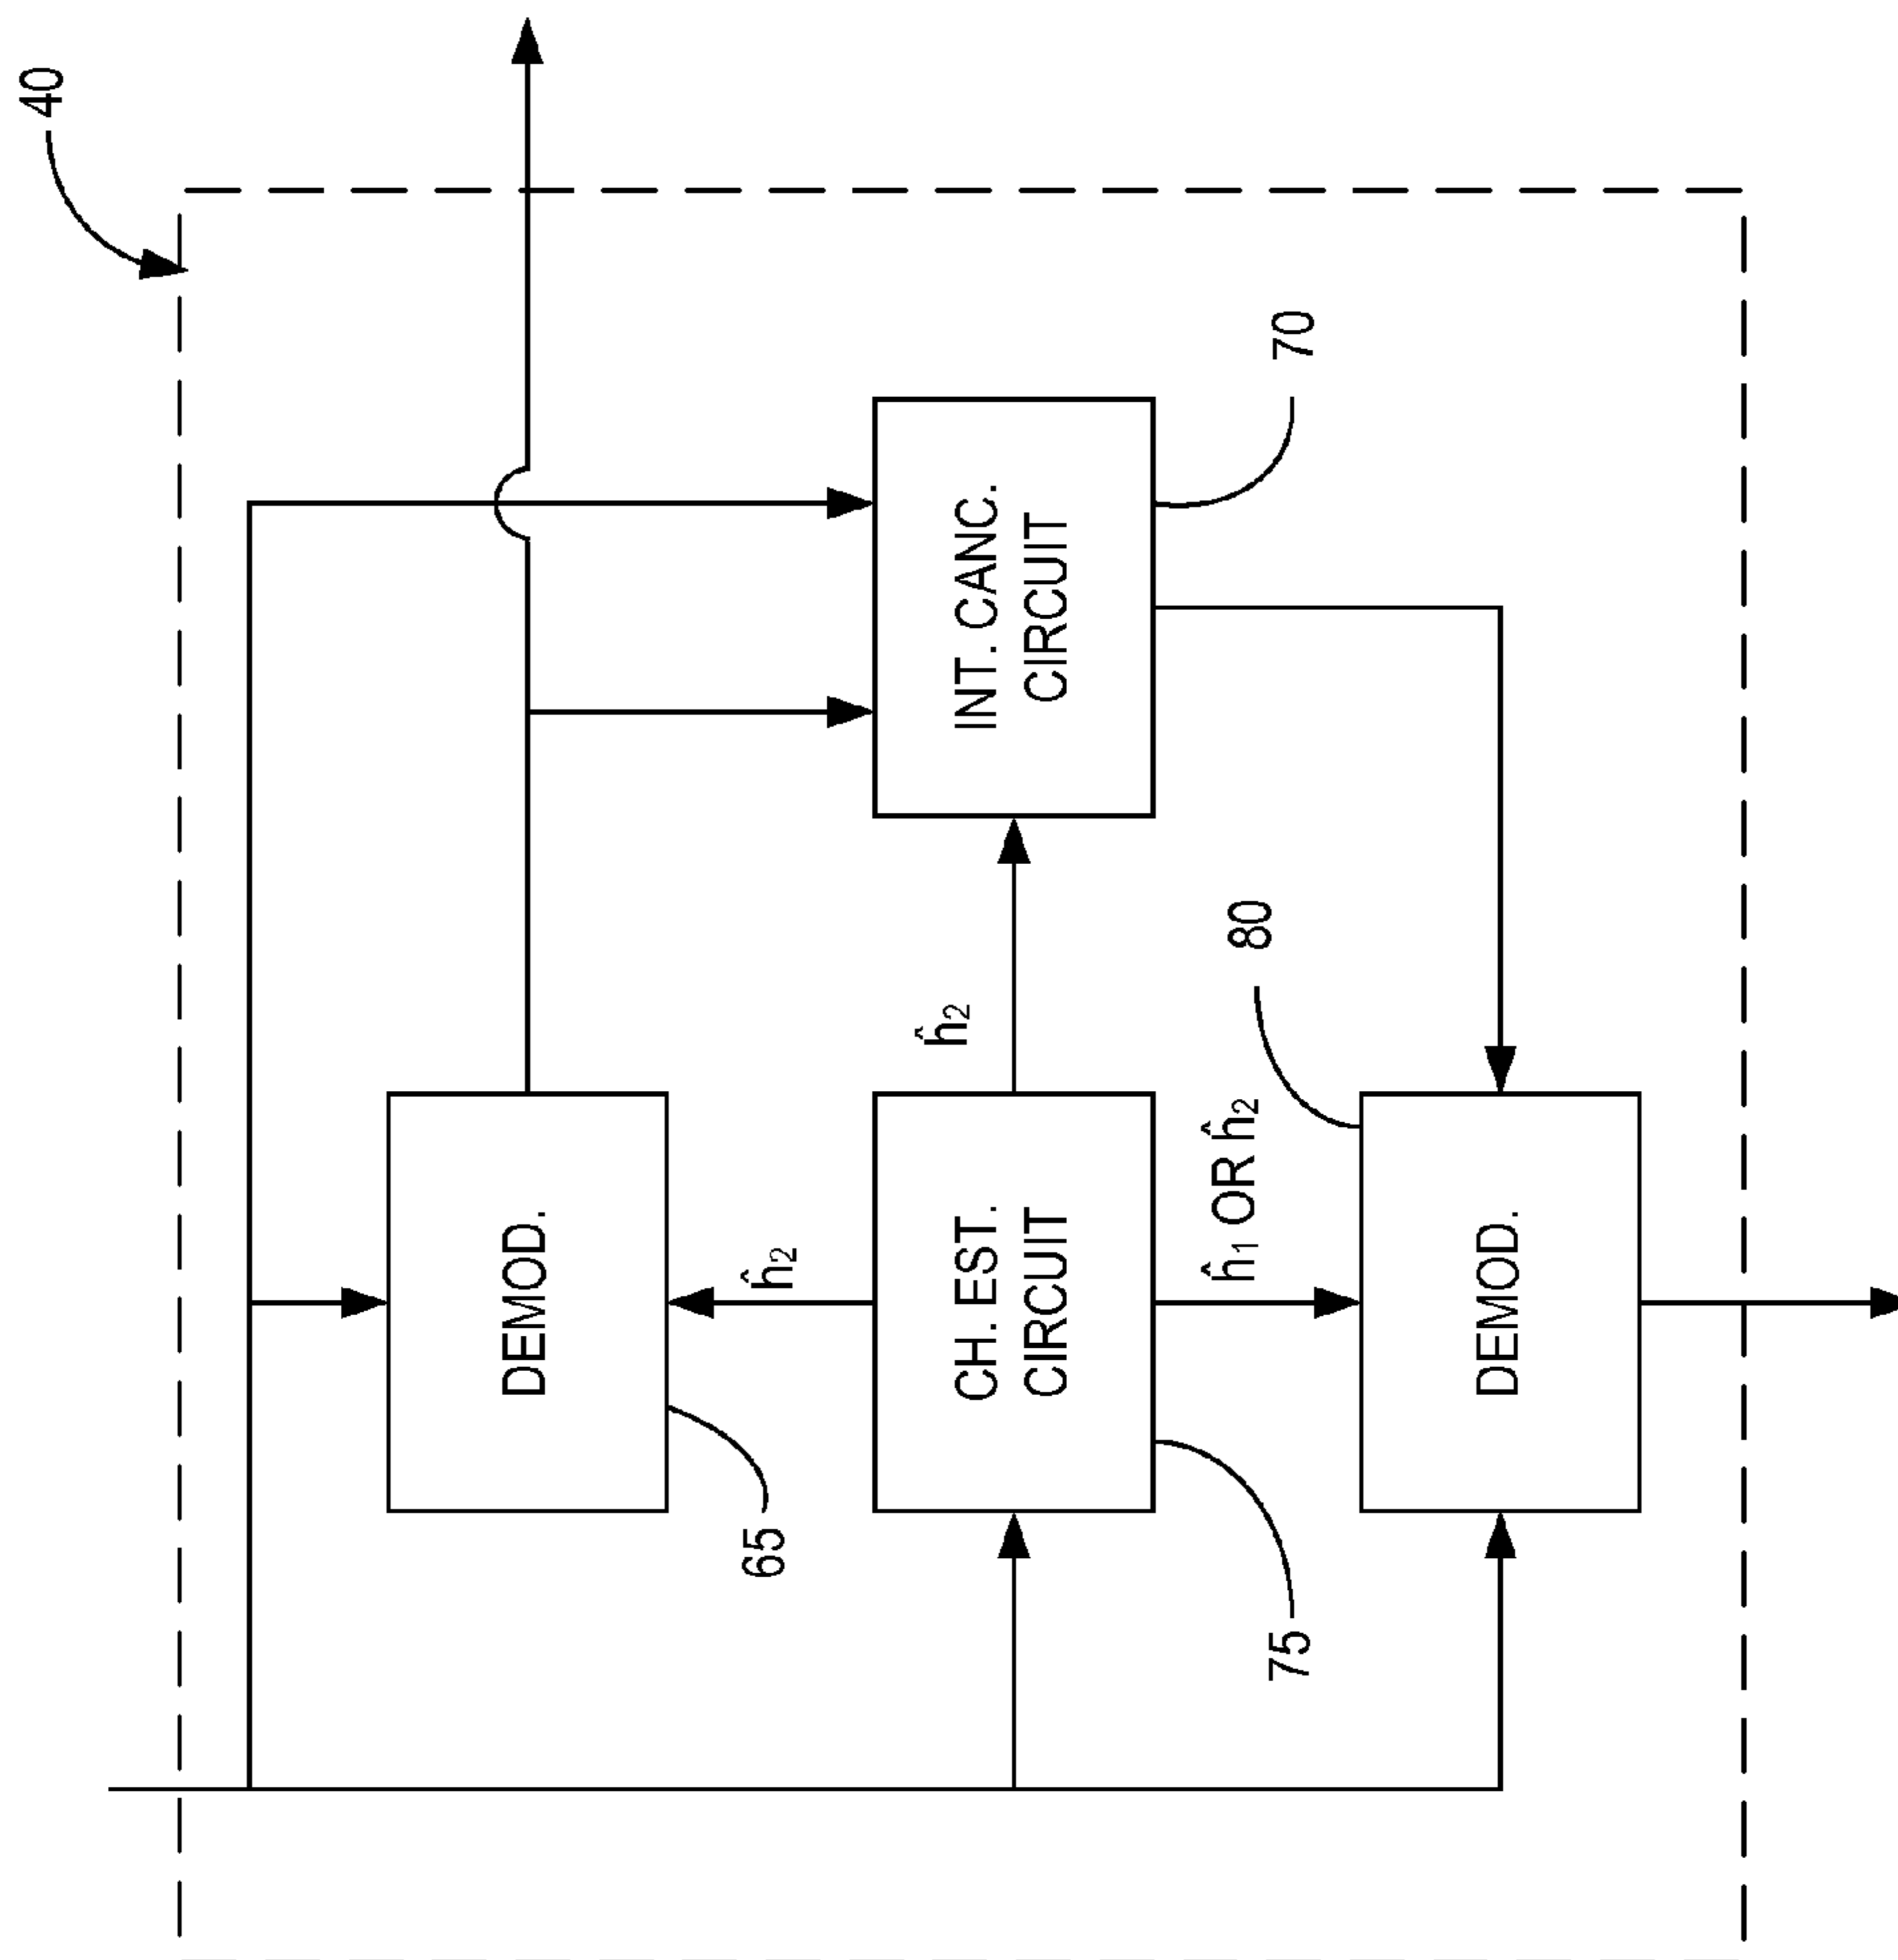 40
DEMOD.
65
ĥ₂
INT. CANC.
CIRCUIT
70
ĥ₂
CH. EST.
CIRCUIT
75
ĥ₁ OR ĥ₂
80
DEMOD.